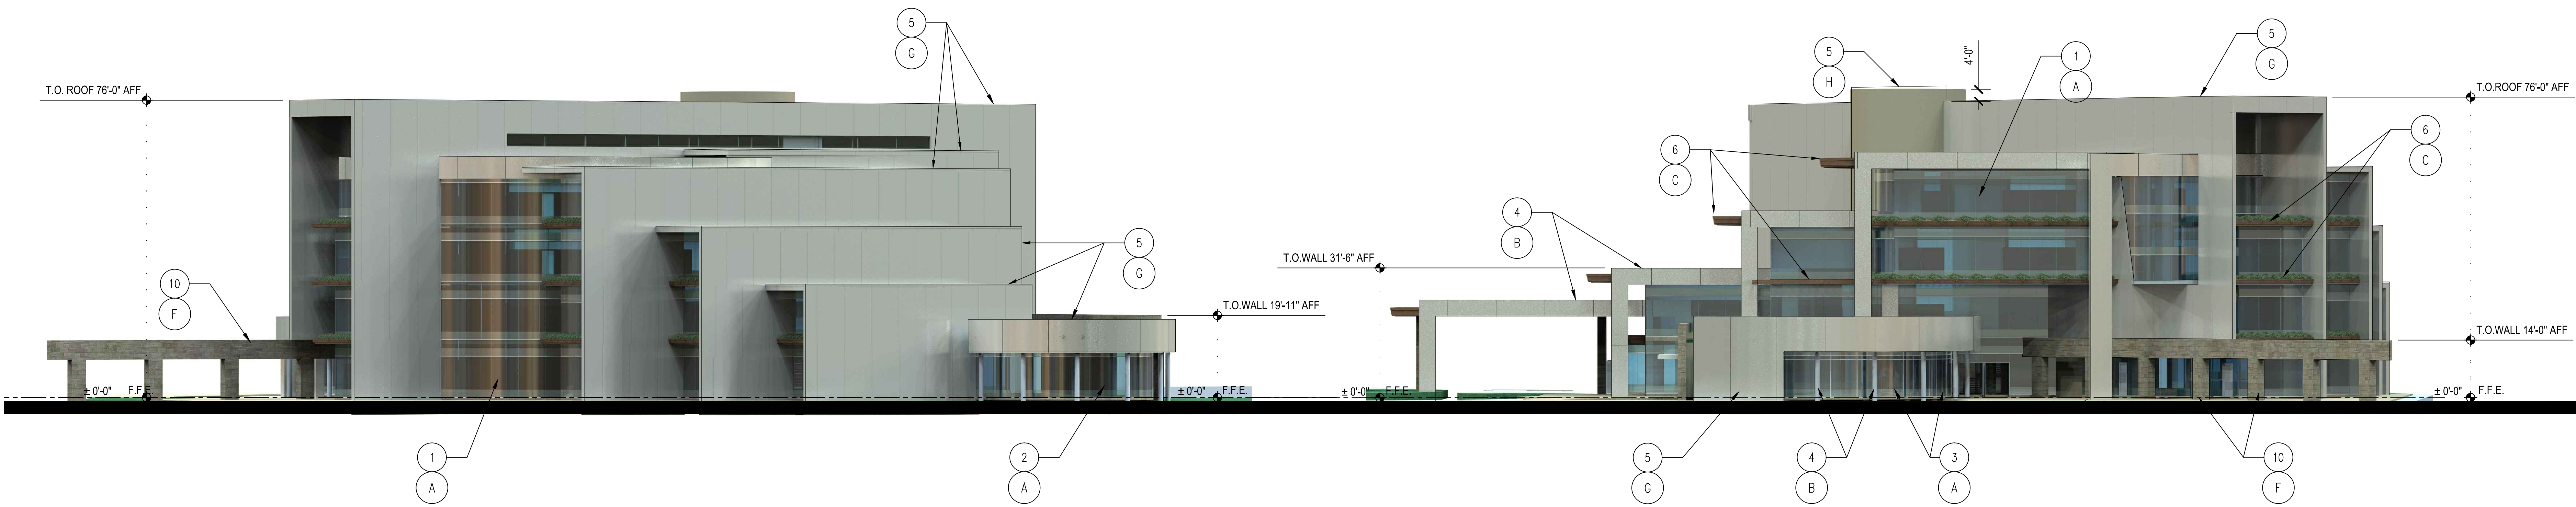 5
G
T.O. ROOF 76'-0" AFF
5
G
10
F
T.O.WALL 19'-11" AFF
± 0'-0" F.F.E.
± 0'-0" F.F.E.
1
A
2
A
5
H
4'-0"
1
A
5
G
T.O.ROOF 76'-0" AFF
6
C
6
C
4
B
T.O.WALL 31'-6" AFF
T.O.WALL 14'-0" AFF
± 0'-0" F.F.E.
± 0'-0" F.F.E.
5
G
4
B
3
A
10
F